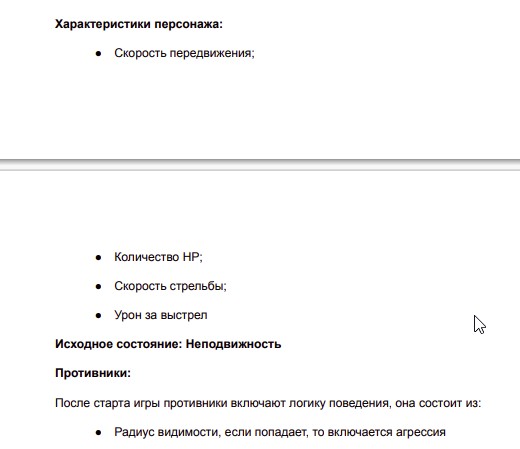 Характеристики персонажа:
● Скорость передвижения;
● Количество HP;
● Скорость стрельбы;
● Урон за выстрел
Исходное состояние: Неподвижность
Противники:
После старта игры противники включают логику поведения, она состоит из:
● Радиус видимости, если попадает, то включается агрессия